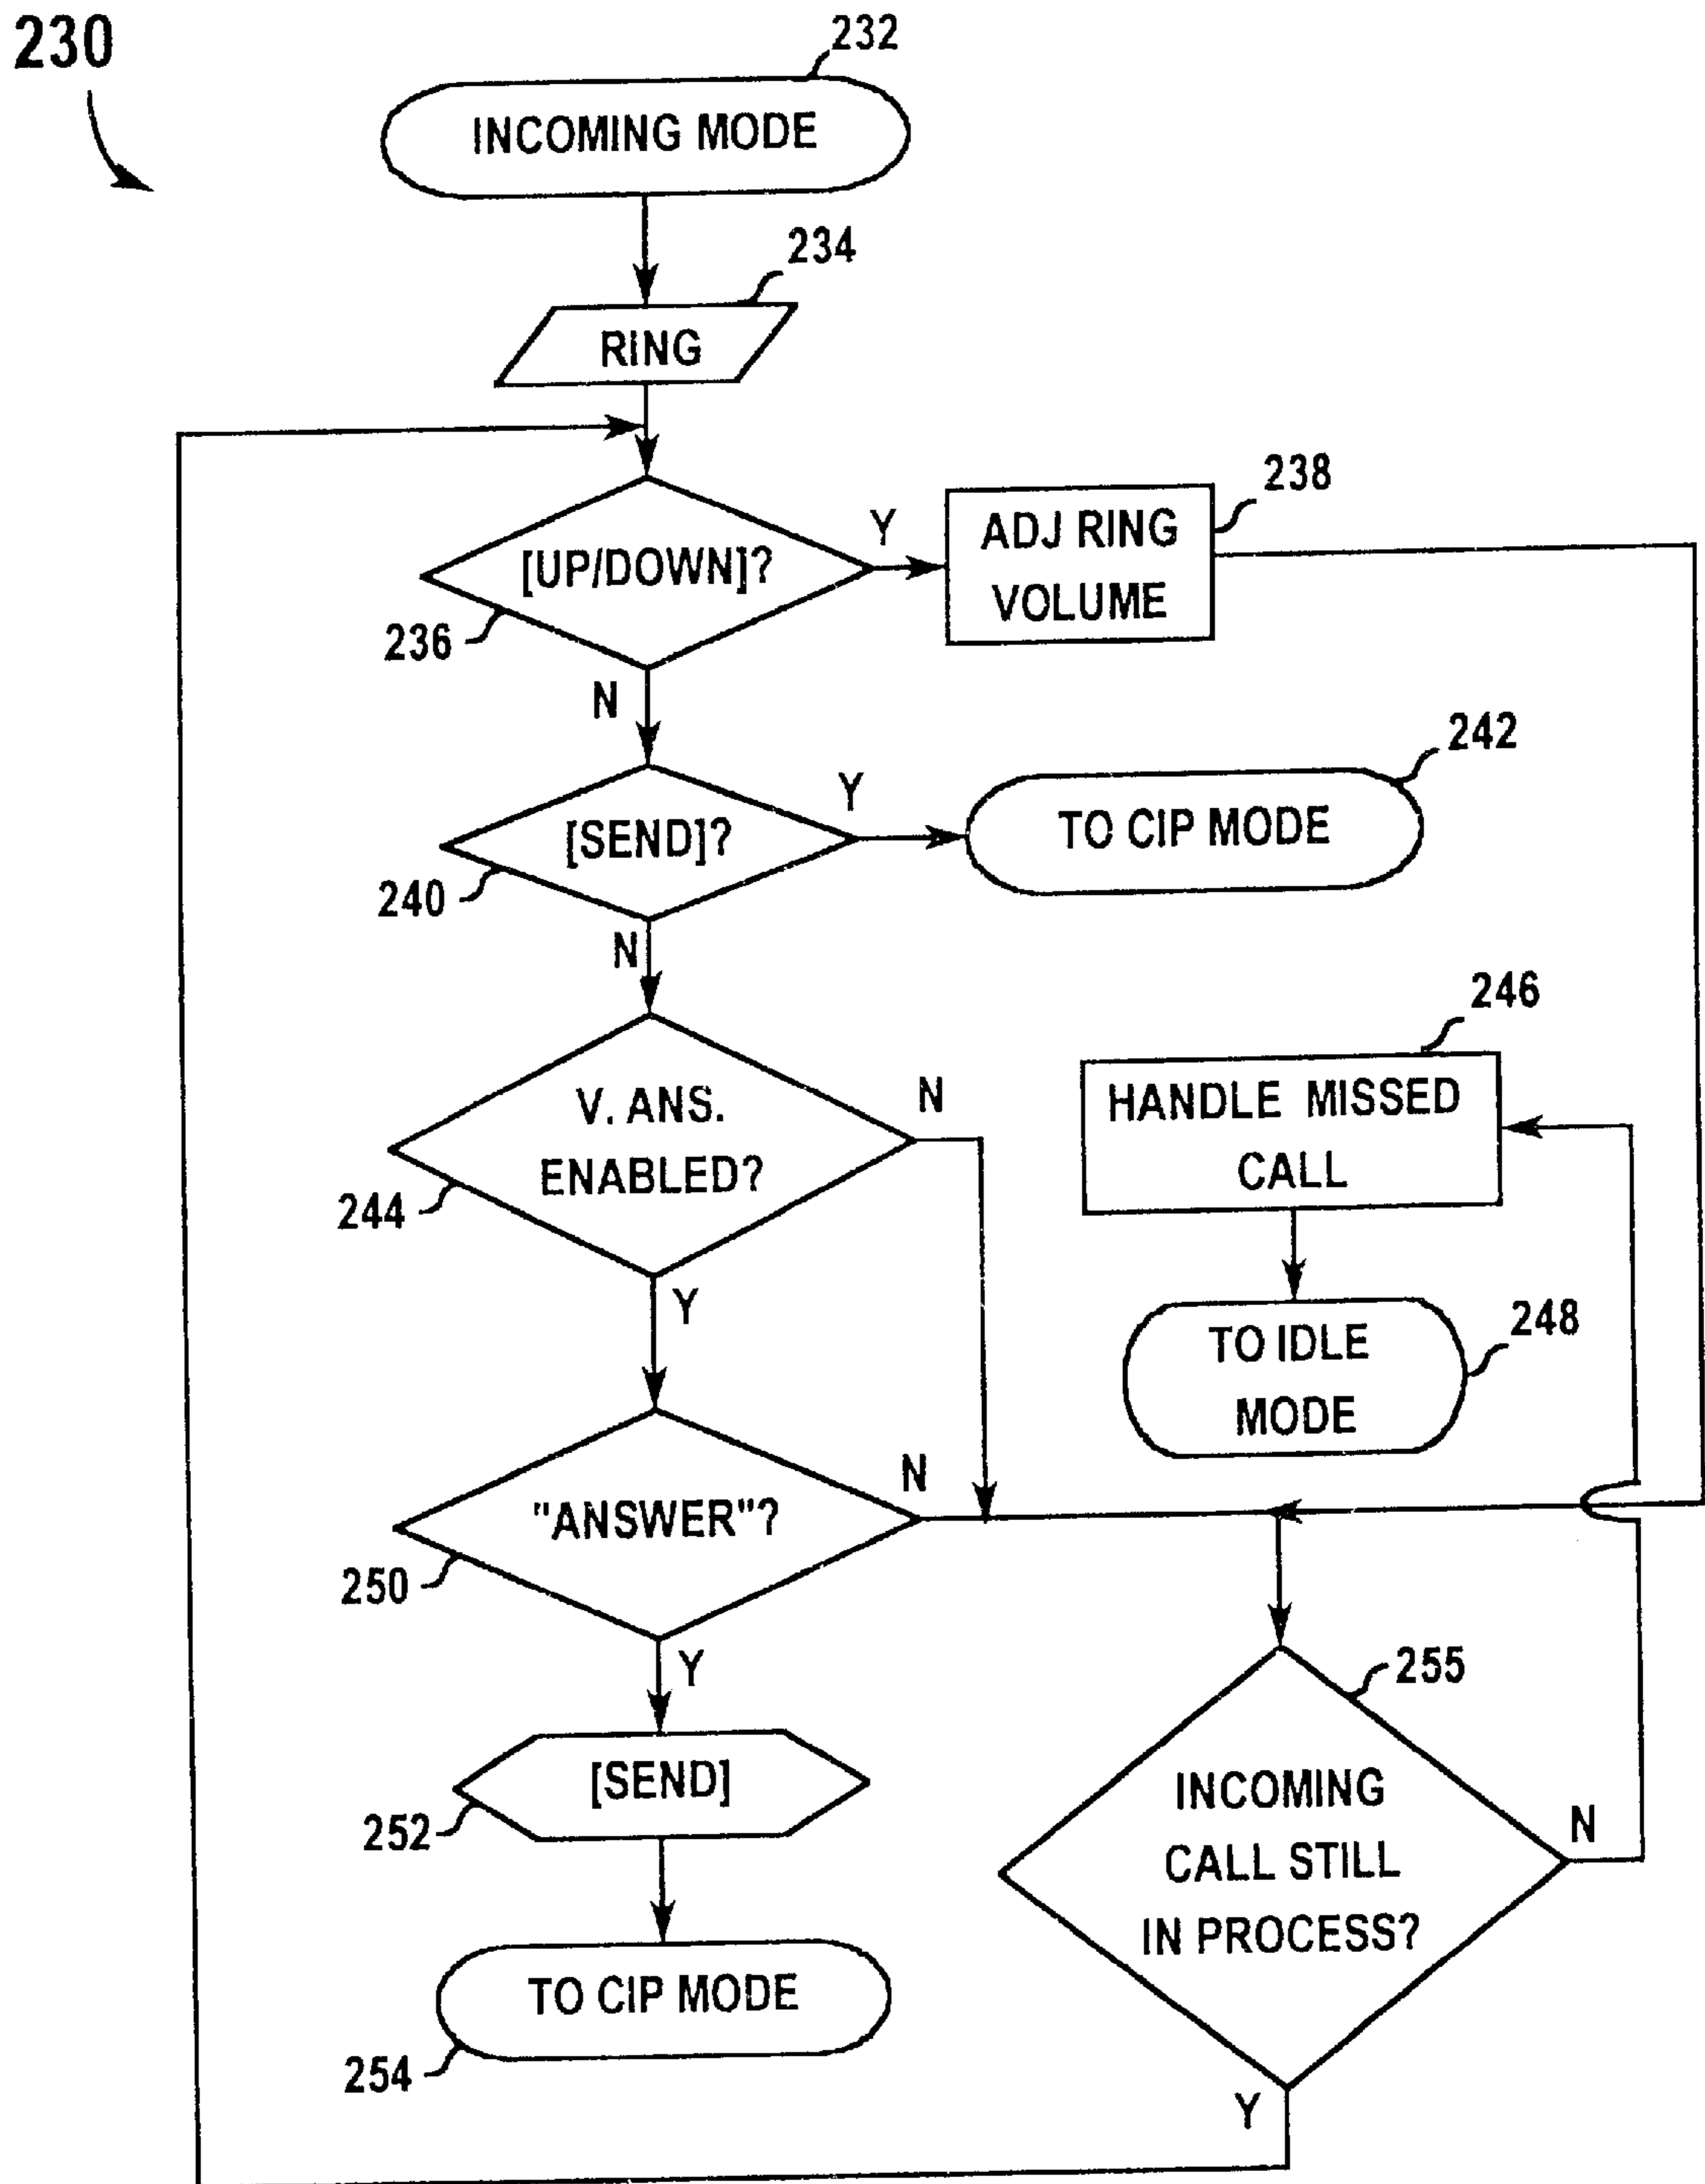 230
232
INCOMING MODE
234
RING
238
ADJ RING
VOLUME
Y
[UP/DOWN]?
236
N
242
Y
TO CIP MODE
[SEND]?
240
N
246
HANDLE MISSED
CALL
V. ANS.
ENABLED?
N
244
Y
248
TO IDLE
MODE
N
"ANSWER"?
250
Y
255
[SEND]
252
INCOMING
CALL STILL
IN PROCESS?
N
TO CIP MODE
254
Y